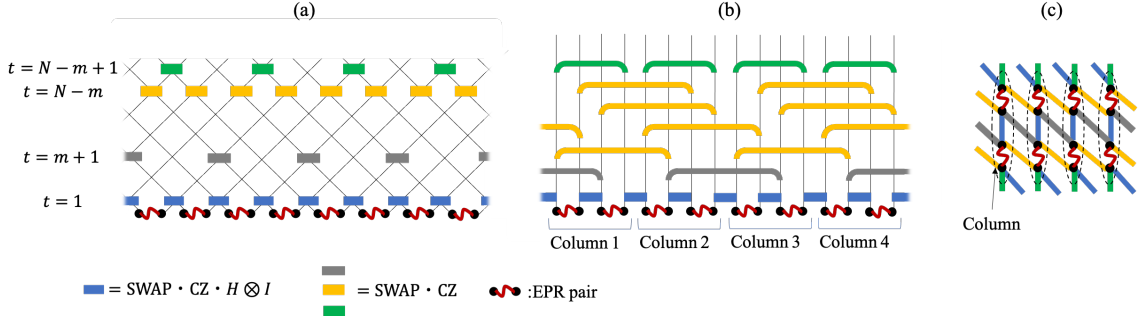 (a)
(b)
(c)
t = N − m + 1
t = N − m
t = m + 1
t = 1
Column 1
Column 2
Column 3
Column 4
Column
= SWAP・CZ・H ⊗ I
= SWAP・CZ
:EPR pair